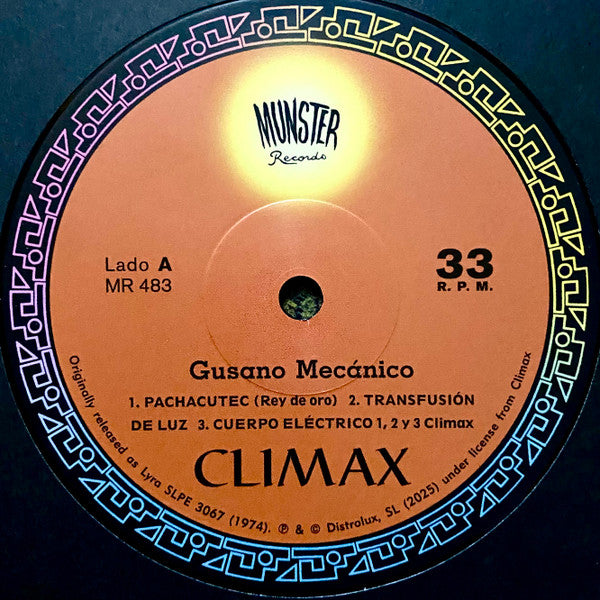 MUNSTER
Records
Lado A
MR 483
33
R. P. M.
Gusano Mecánico
1. PACHACUTEC (Rey de oro) 2. TRANSFUSIÓN
DE LUZ 3. CUERPO ELÉCTRICO 1, 2 y 3 Climax
CLIMAX
Originally released as Lyra SLPE 3067 (1974). ℗ & © Distrolux, SL (2025) under license from Climax